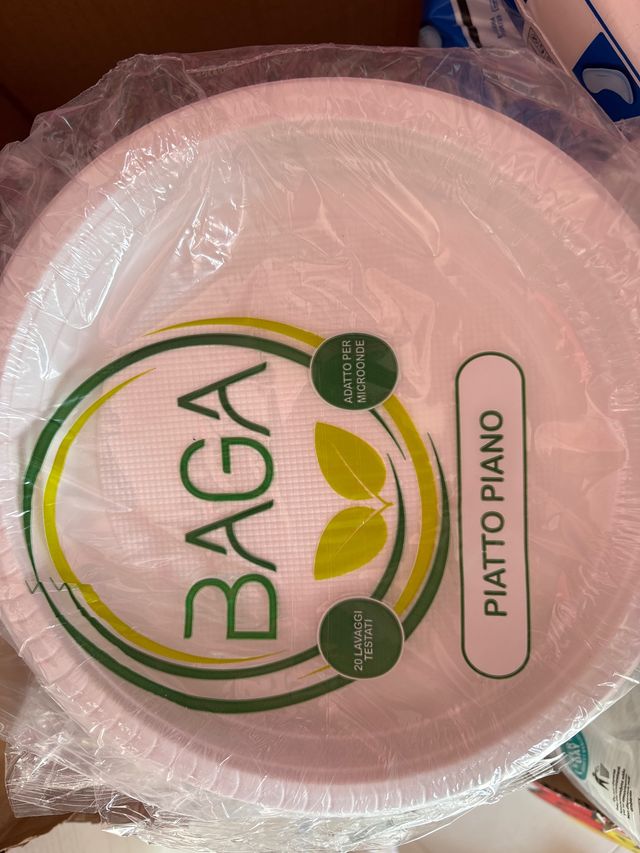 BAGA
ADATTO PER
MICROONDE
20 LAVAGGI
TESTATI
PIATTO PIANO